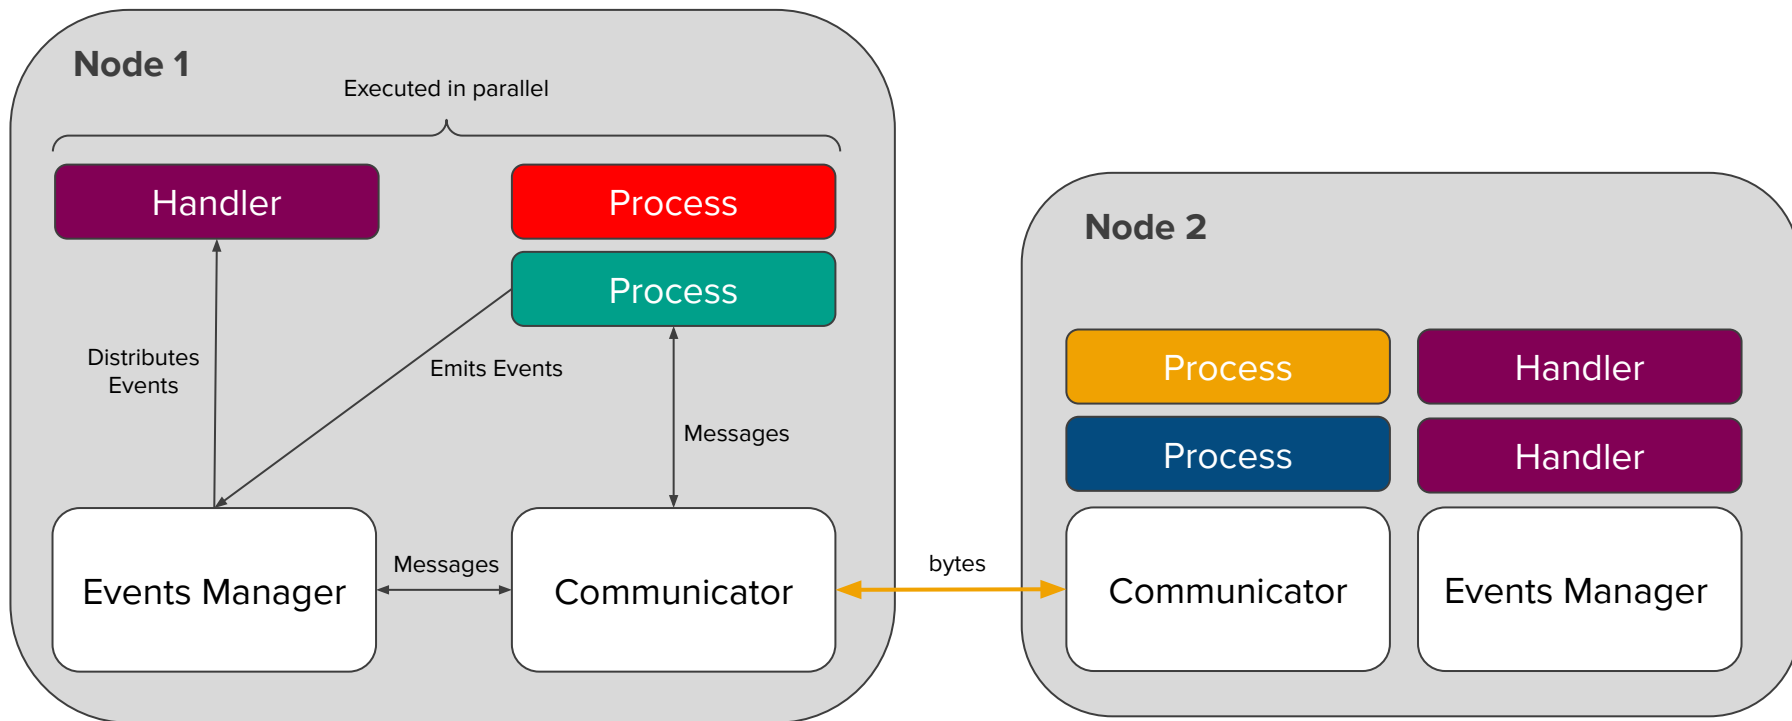 Node 1
Executed in parallel
Handler
Process
Process
Distributes
Events
Emits Events
Messages
Events Manager
Messages
Communicator
bytes
Node 2
Process
Handler
Process
Handler
Communicator
Events Manager